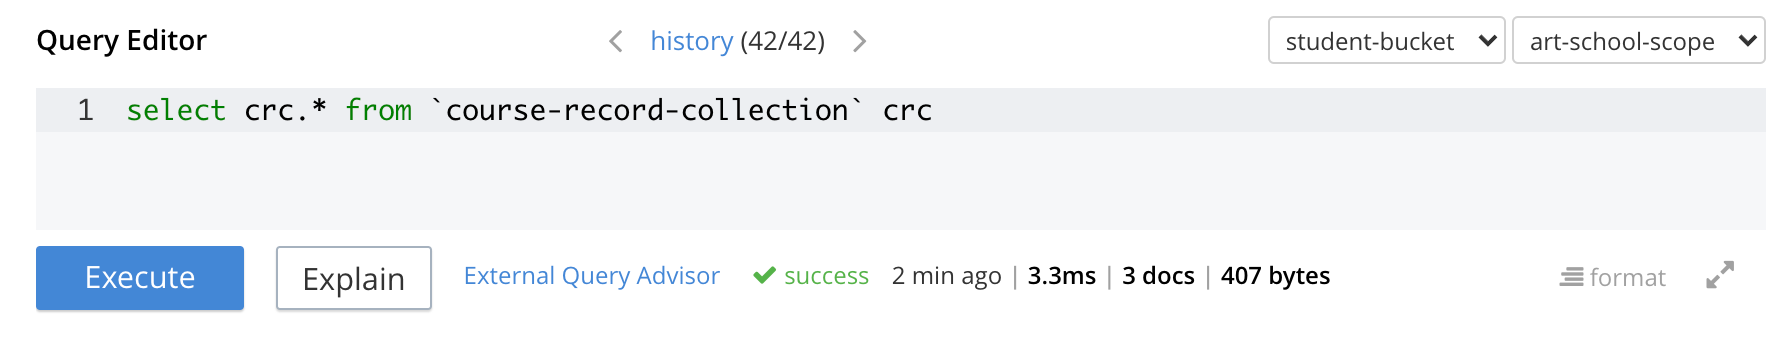 Query Editor history (42/42) student-bucket art-school-scope
1 select crc.* from `course-record-collection` crc
Execute Explain External Query Advisor success 2 min ago | 3.3ms | 3 docs | 407 bytes format